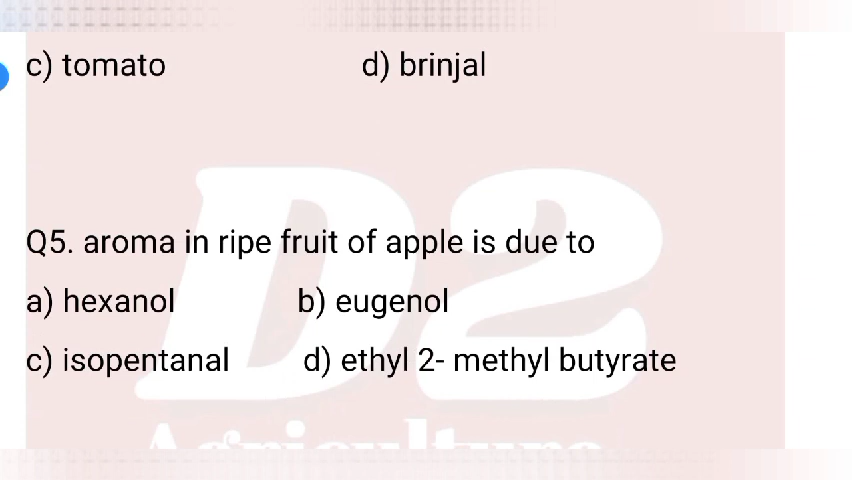 c) tomato d) brinjal
D2
Q5. aroma in ripe fruit of apple is due to
a) hexanol b) eugenol
c) isopentanal d) ethyl 2- methyl butyrate
Agriculture